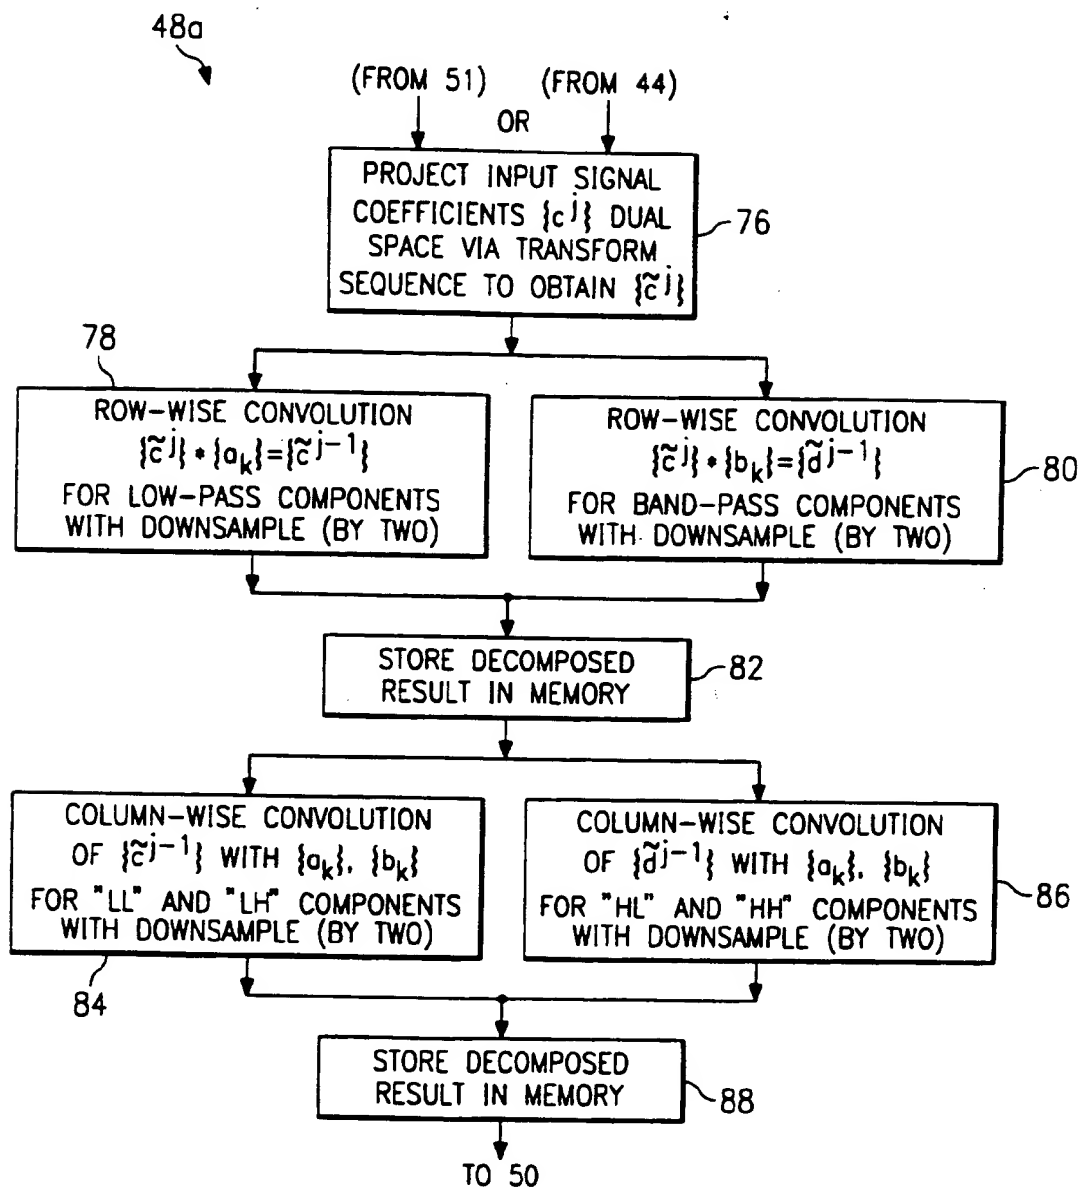 48a
(FROM 51) (FROM 44)
OR
PROJECT INPUT SIGNAL
COEFFICIENTS {c^j} DUAL
SPACE VIA TRANSFORM
SEQUENCE TO OBTAIN {c̃^j}
76
78
ROW-WISE CONVOLUTION
{c̃^j} * {a_k}={c̃^j-1}
FOR LOW-PASS COMPONENTS
WITH DOWNSAMPLE (BY TWO)
ROW-WISE CONVOLUTION
{c̃^j} * {b_k}={d̃^j-1}
FOR BAND-PASS COMPONENTS
WITH DOWNSAMPLE (BY TWO)
80
STORE DECOMPOSED
RESULT IN MEMORY
82
COLUMN-WISE CONVOLUTION
OF {c̃^j-1} WITH {a_k}, {b_k}
FOR "LL" AND "LH" COMPONENTS
WITH DOWNSAMPLE (BY TWO)
84
COLUMN-WISE CONVOLUTION
OF {d̃^j-1} WITH {a_k}, {b_k}
FOR "HL" AND "HH" COMPONENTS
WITH DOWNSAMPLE (BY TWO)
86
STORE DECOMPOSED
RESULT IN MEMORY
88
TO 50